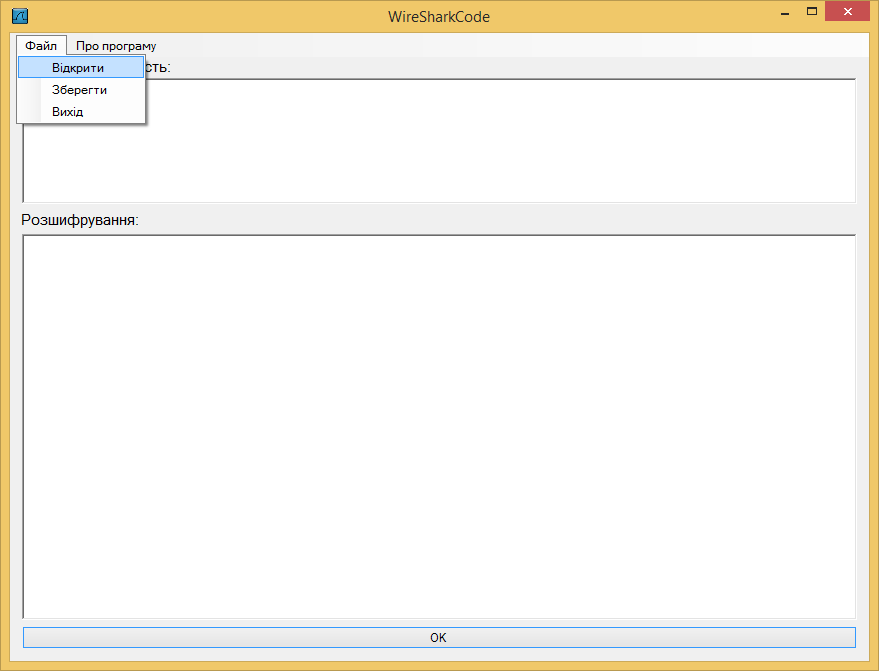 WireSharkCode
Файл Про програму
Відкрити
Зберегти
Вихід
Розшифрування:
OK